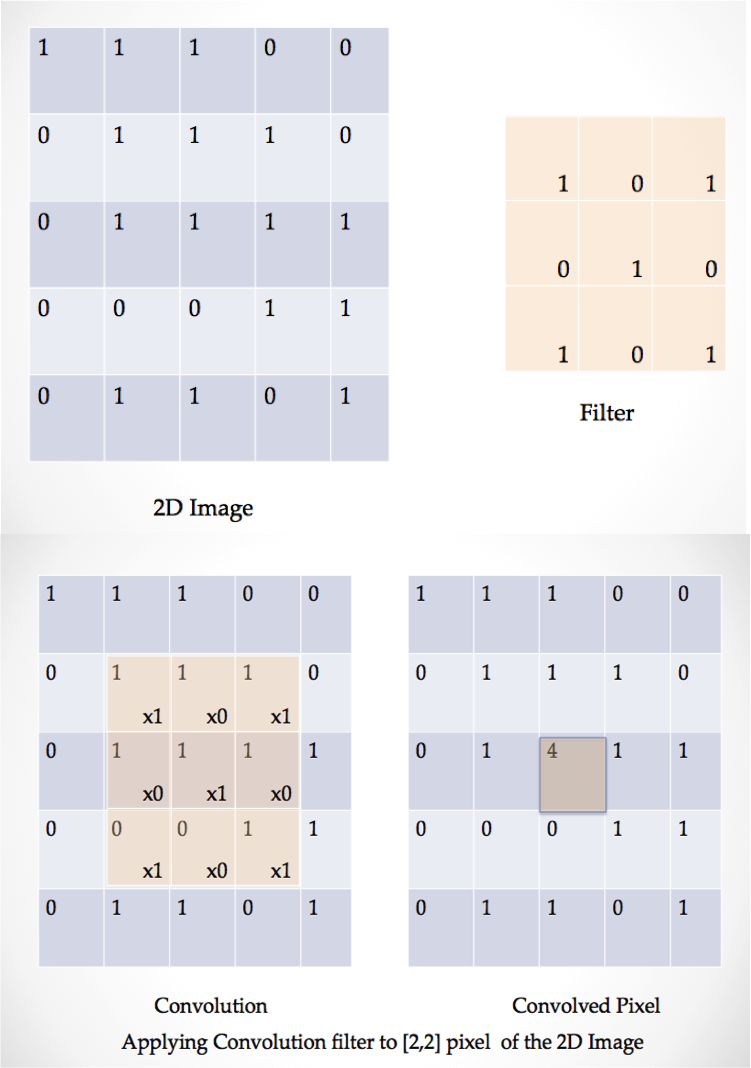 1 1 1 0 0
0 1 1 1 0
0 1 1 1 1
0 0 0 1 1
0 1 1 0 1
2D Image
1 0 1
0 1 0
1 0 1
Filter
1 1 1 0 0
0 1 1 1 0
x1 x0 x1
0 1 1 1 1
x0 x1 x0
0 0 0 1 1
x1 x0 x1
0 1 1 0 1
Convolution
1 1 1 0 0
0 1 1 1 0
0 1 4 1 1
0 0 0 1 1
0 1 1 0 1
Convolved Pixel
Applying Convolution filter to [2,2] pixel of the 2D Image